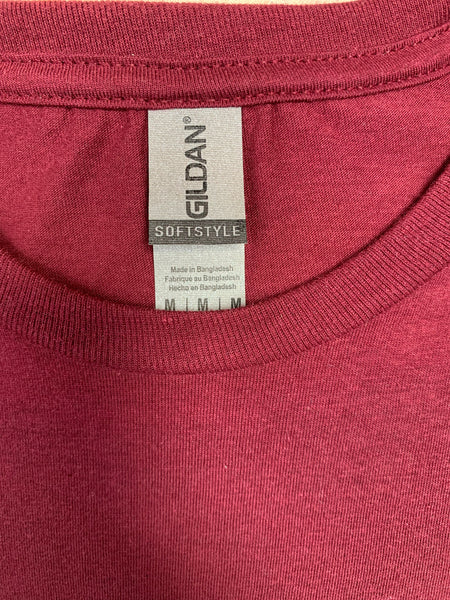 GILDAN®
SOFTSTYLE
Made in Bangladesh
Fabriqué au Bangladesh
Hecho en Bangladesh
M | M | M